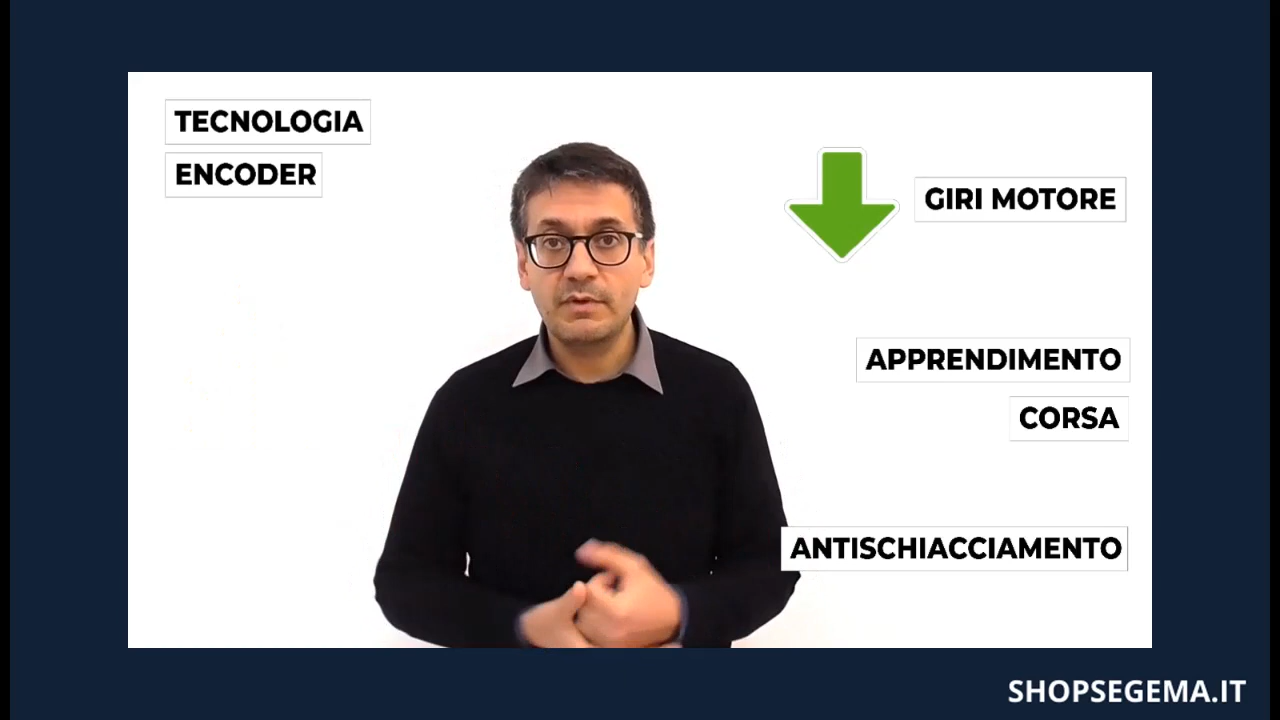 TECNOLOGIA
ENCODER
GIRI MOTORE
APPRENDIMENTO
CORSA
ANTISCHIACCIAMENTO
SHOPSEGEMA.IT